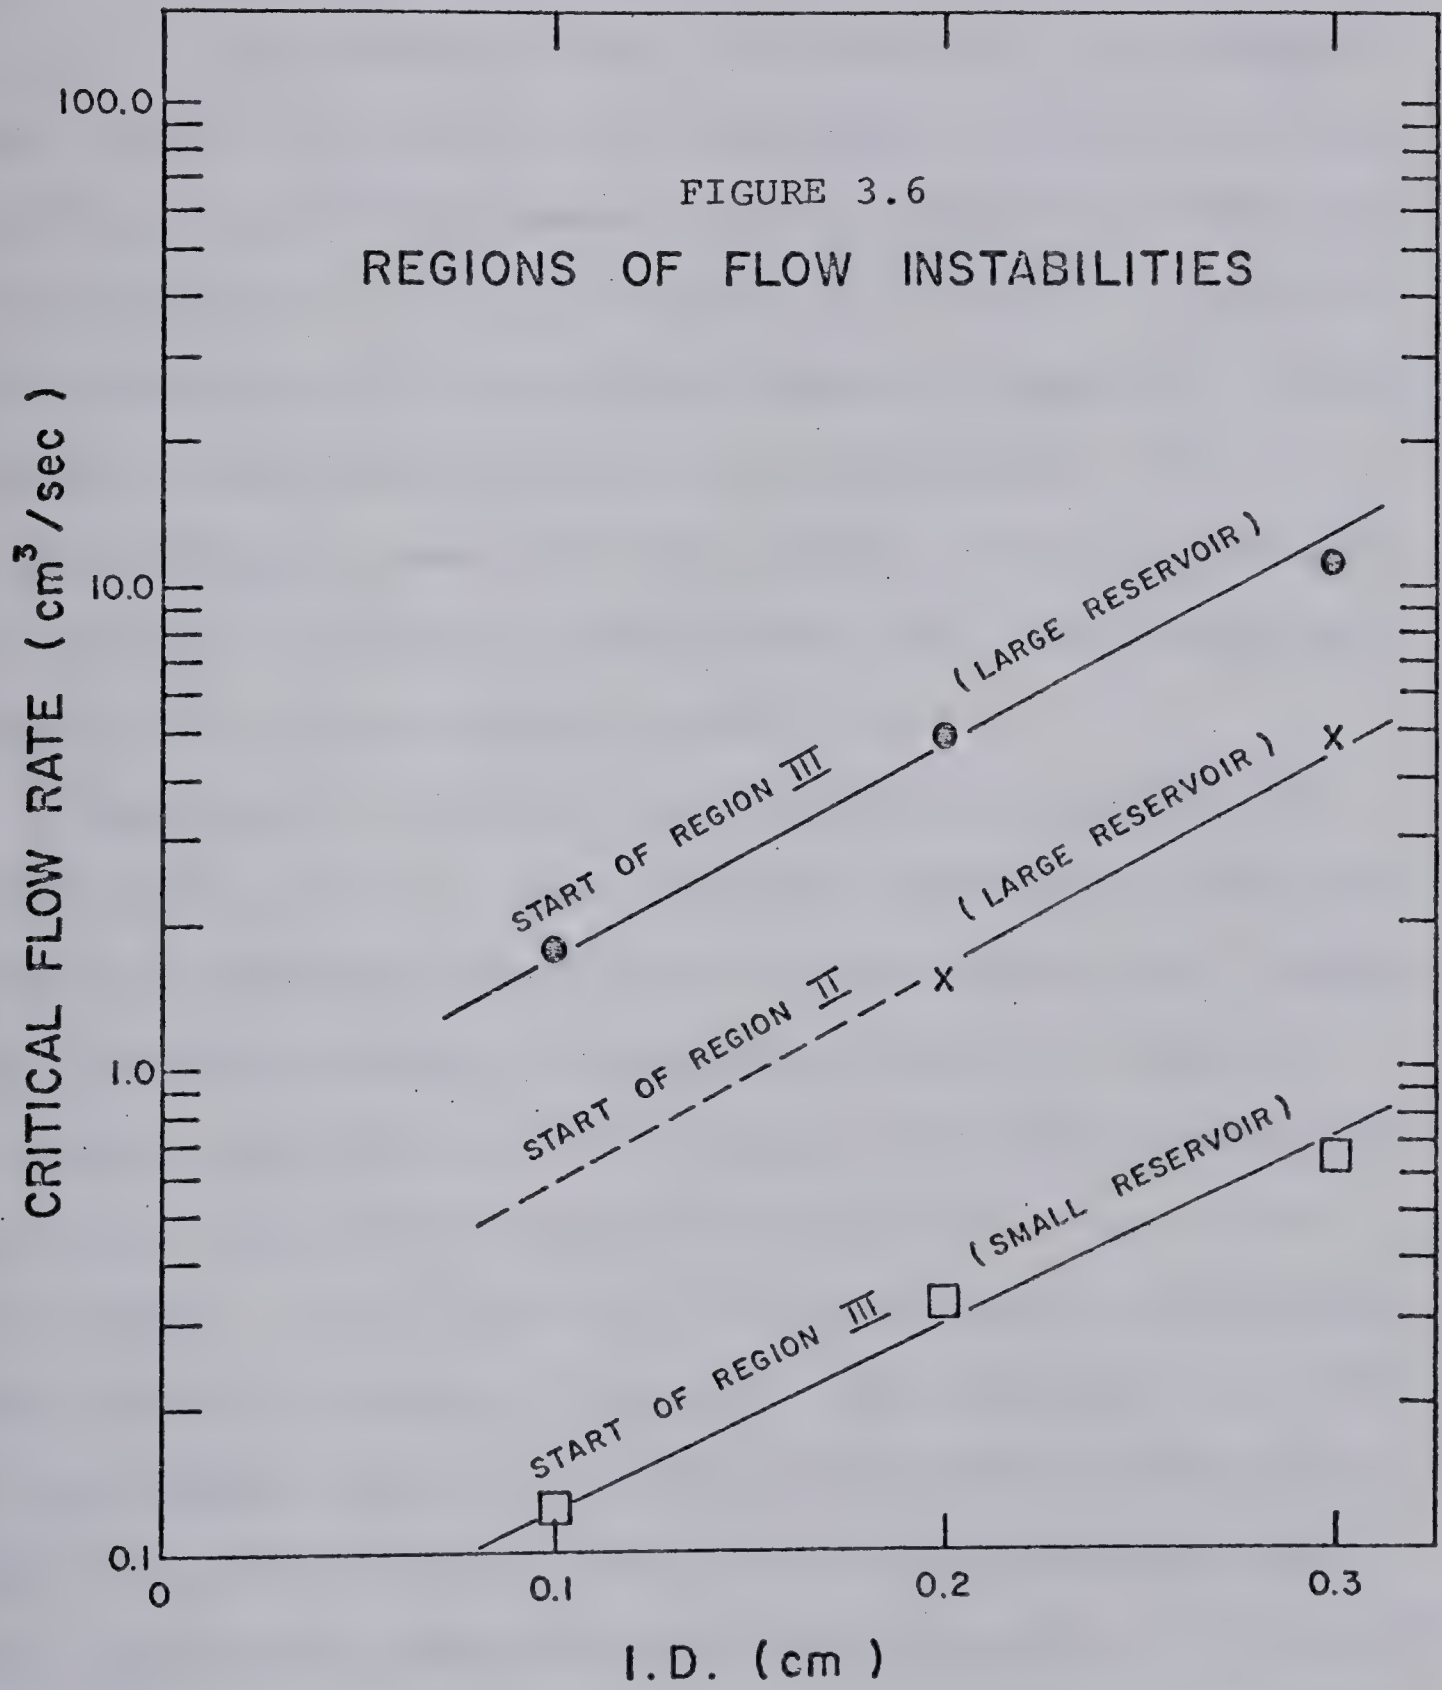 FIGURE 3.6
REGIONS OF FLOW INSTABILITIES
CRITICAL FLOW RATE (cm³/sec)
100.0
10.0
1.0
0.1
START OF REGION III (LARGE RESERVOIR)
START OF REGION II (LARGE RESERVOIR)
START OF REGION III (SMALL RESERVOIR)
0 0.1 0.2 0.3
I.D. (cm)